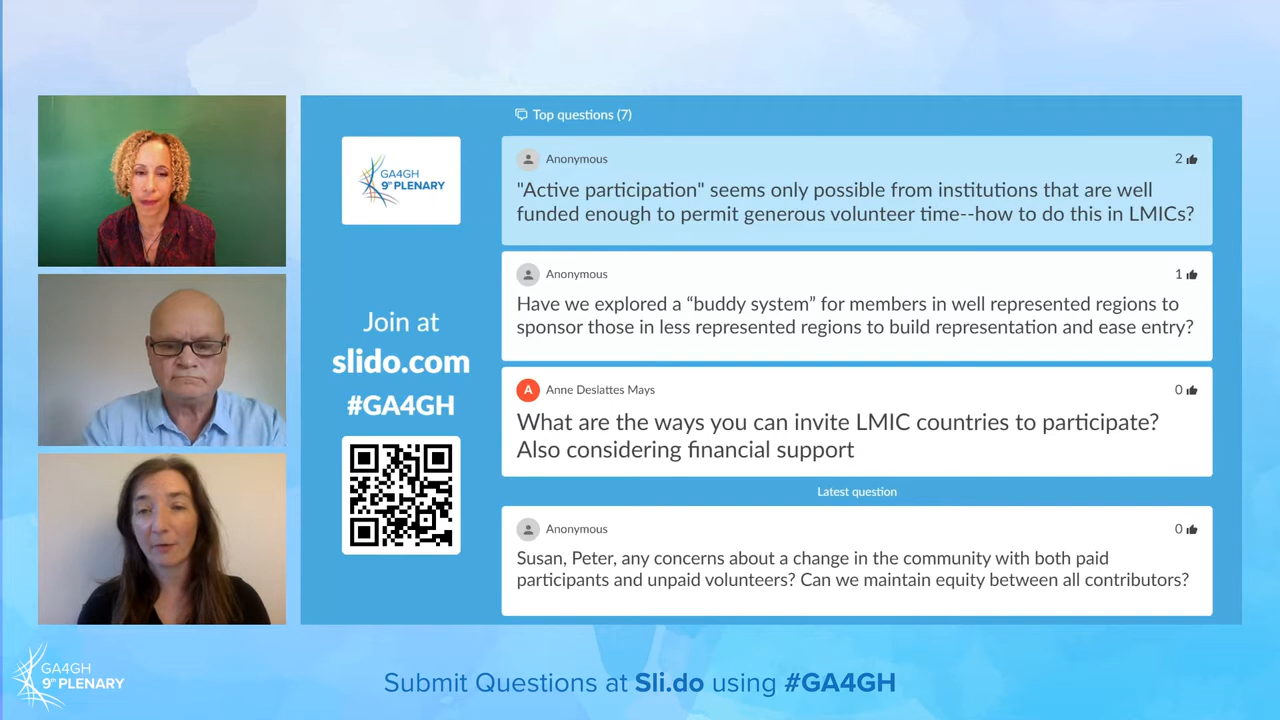 GA4GH
9th PLENARY
Join at
slido.com
#GA4GH
Top questions (7)
Anonymous
2
"Active participation" seems only possible from institutions that are well
funded enough to permit generous volunteer time--how to do this in LMICs?
Anonymous
1
Have we explored a “buddy system” for members in well represented regions to
sponsor those in less represented regions to build representation and ease entry?
A
Anne Deslattes Mays
0
What are the ways you can invite LMIC countries to participate?
Also considering financial support
Latest question
Anonymous
0
Susan, Peter, any concerns about a change in the community with both paid
participants and unpaid volunteers? Can we maintain equity between all contributors?
GA4GH
9th PLENARY
Submit Questions at Sli.do using #GA4GH